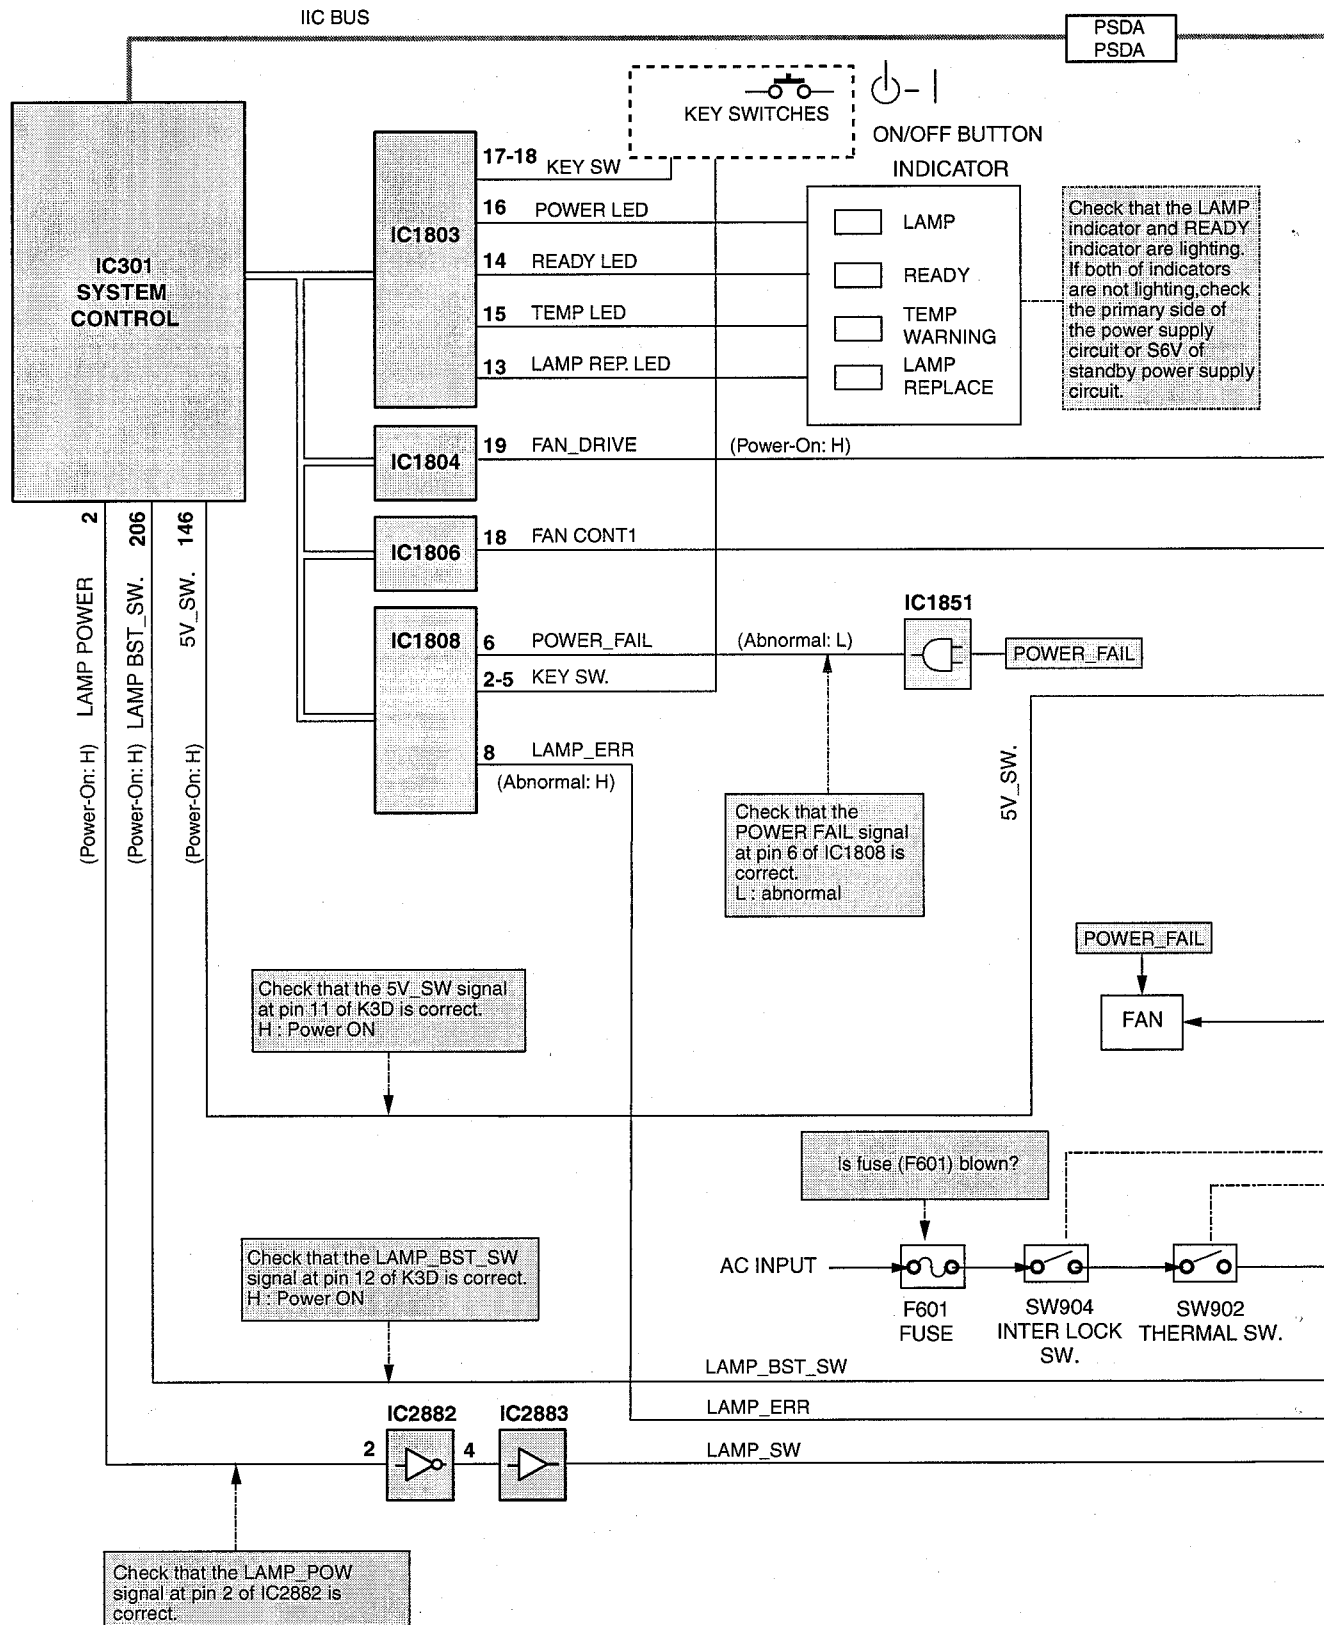 IIC BUS
PSDA
PSDA
KEY SWITCHES
ON/OFF BUTTON
INDICATOR
IC301
SYSTEM
CONTROL
IC1803
17-18 KEY SW
16 POWER LED
14 READY LED
15 TEMP LED
13 LAMP REP. LED
LAMP
READY
TEMP
WARNING
LAMP
REPLACE
Check that the LAMP
indicator and READY
indicator are lighting.
If both of indicators
are not lighting,check
the primary side of
the power supply
circuit or S6V of
standby power supply
circuit.
IC1804
19 FAN_DRIVE (Power-On: H)
IC1806
18 FAN CONT1
2
206
146
LAMP POWER
LAMP BST_SW.
5V_SW.
(Power-On: H)
(Power-On: H)
(Power-On: H)
IC1808
6 POWER_FAIL (Abnormal: L)
2-5 KEY SW.
8 LAMP_ERR
(Abnormal: H)
IC1851
POWER_FAIL
5V_SW.
Check that the
POWER FAIL signal
at pin 6 of IC1808 is
correct.
L : abnormal
POWER_FAIL
FAN
Check that the 5V_SW signal
at pin 11 of K3D is correct.
H : Power ON
Is fuse (F601) blown?
Check that the LAMP_BST_SW
signal at pin 12 of K3D is correct.
H : Power ON
AC INPUT
F601
FUSE
SW904
INTER LOCK
SW.
SW902
THERMAL SW.
LAMP_BST_SW
LAMP_ERR
LAMP_SW
IC2882
IC2883
2
4
Check that the LAMP_POW
signal at pin 2 of IC2882 is
correct.